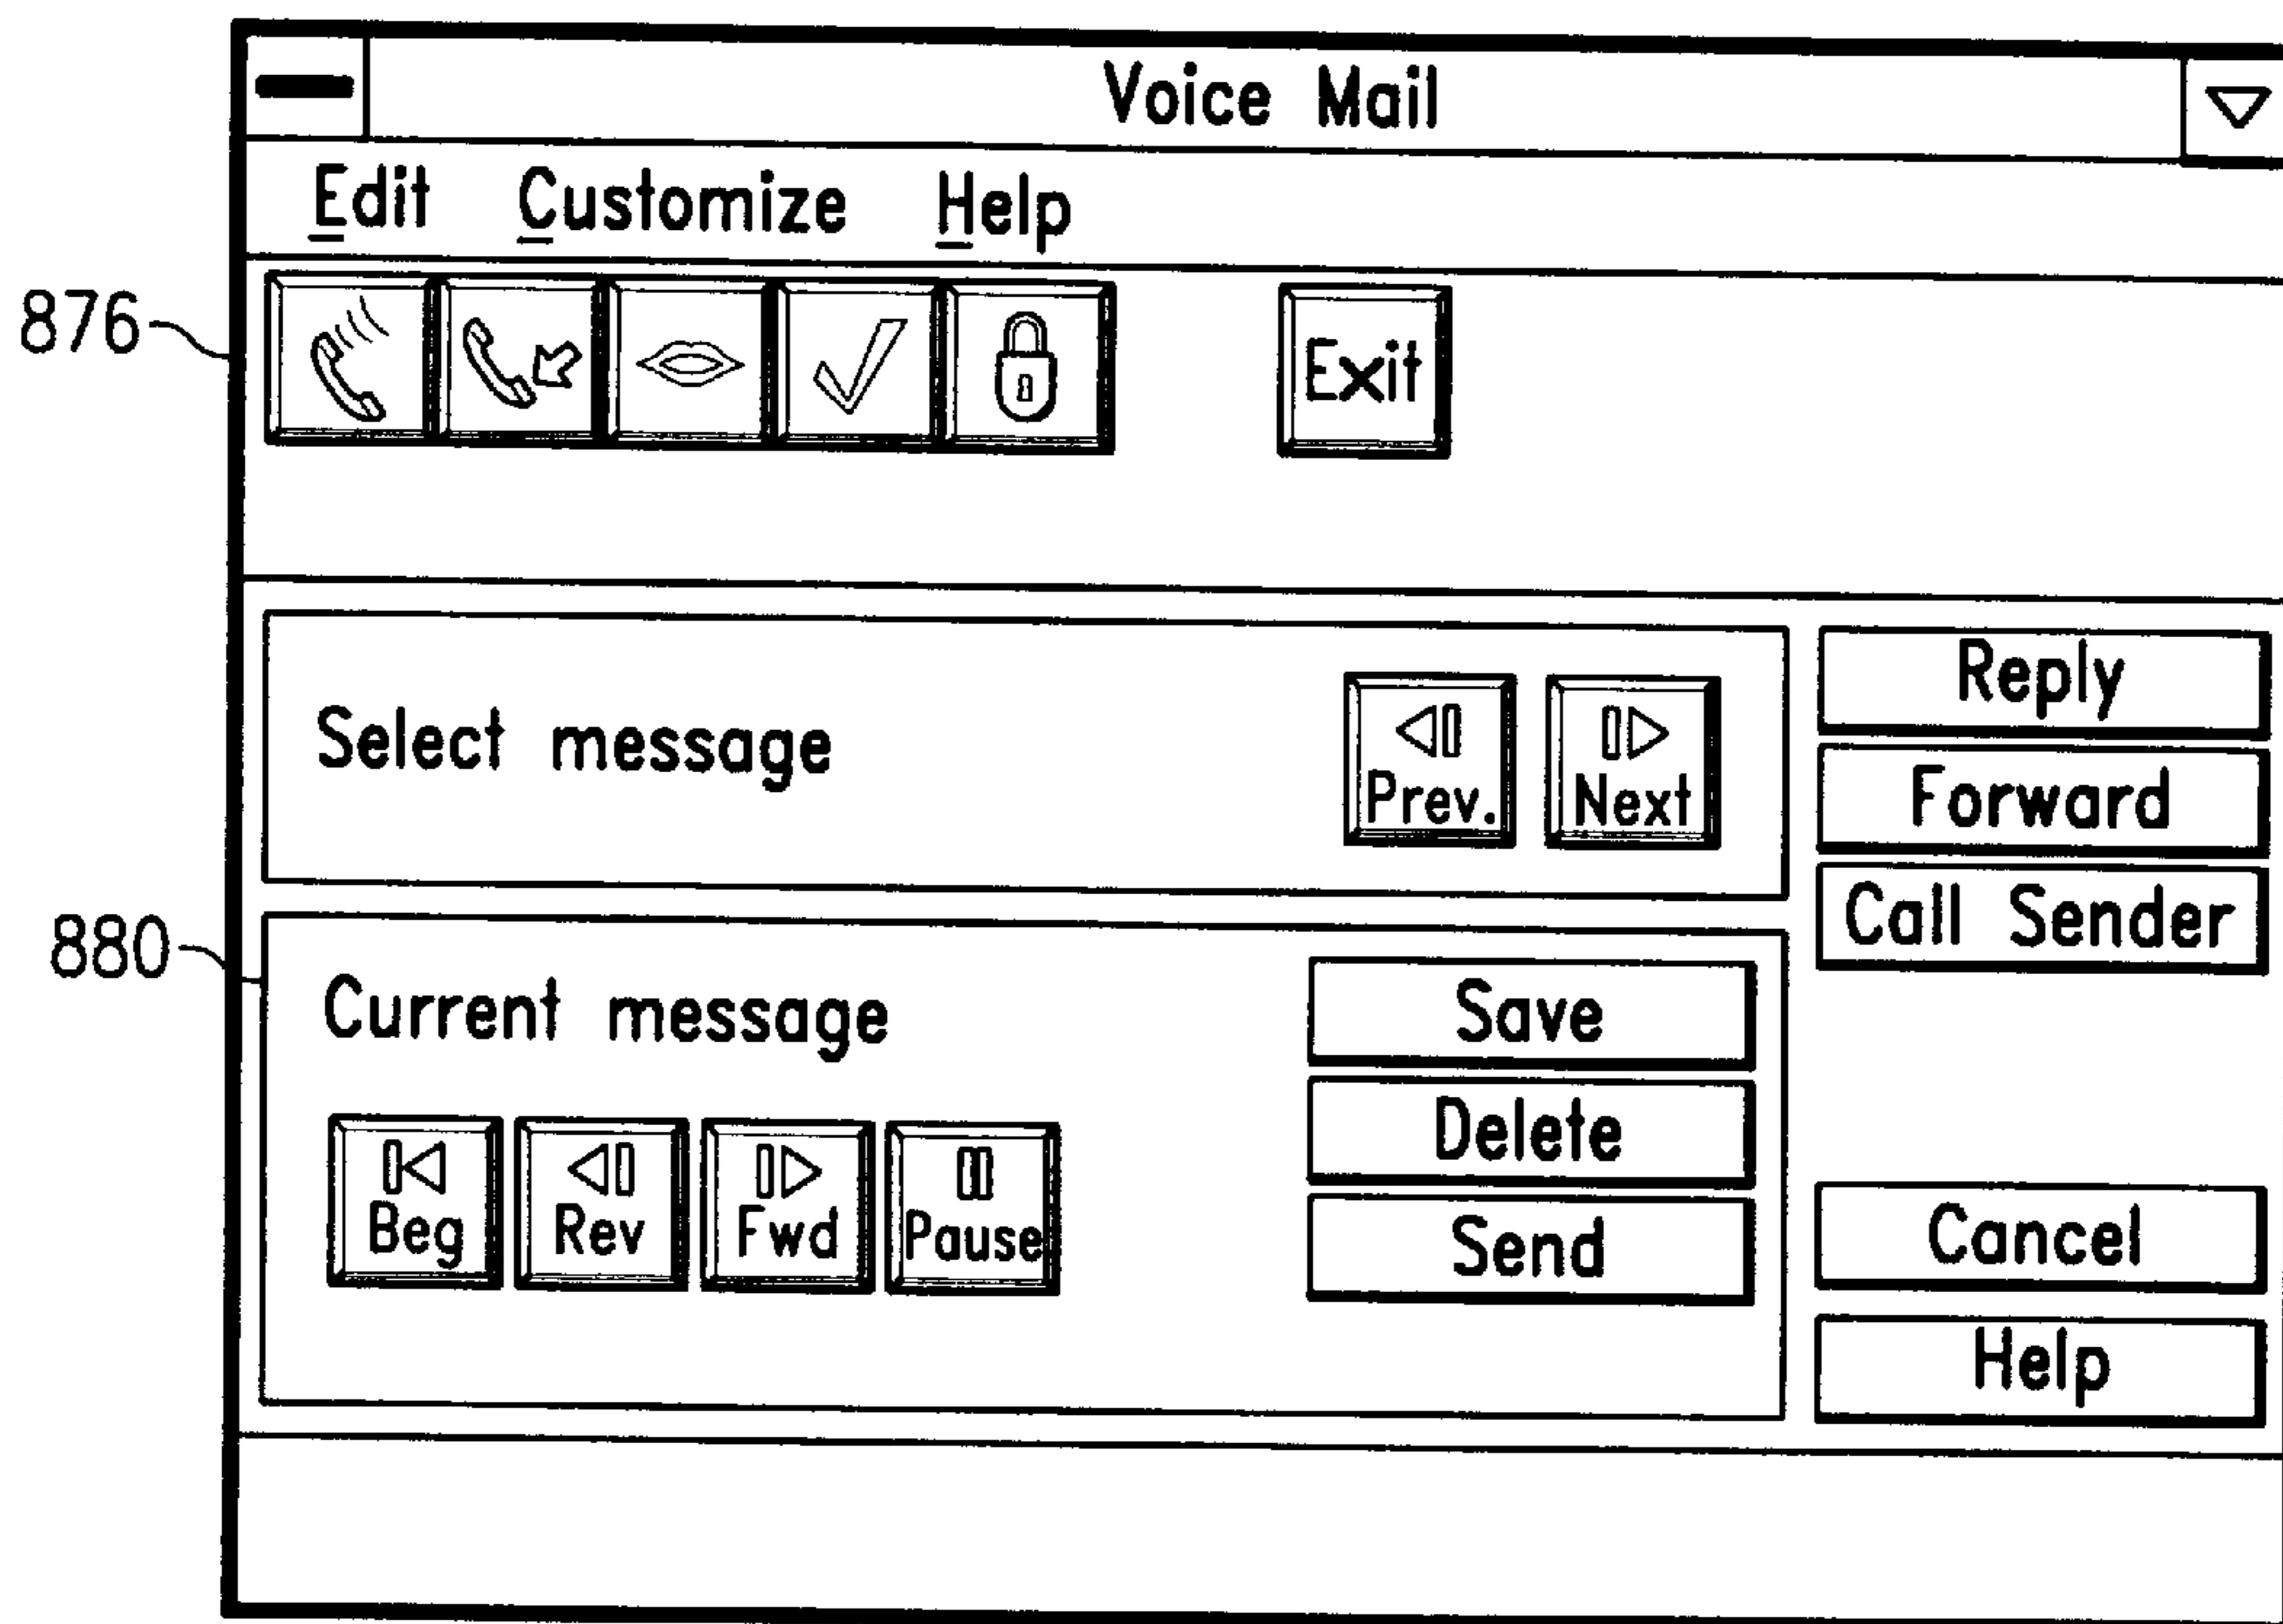 Voice Mail
Edit Customize Help
876
Exit
Select message
Prev. Next
Reply
Forward
Call Sender
880
Current message
Beg Rev Fwd Pause
Save
Delete
Send
Cancel
Help